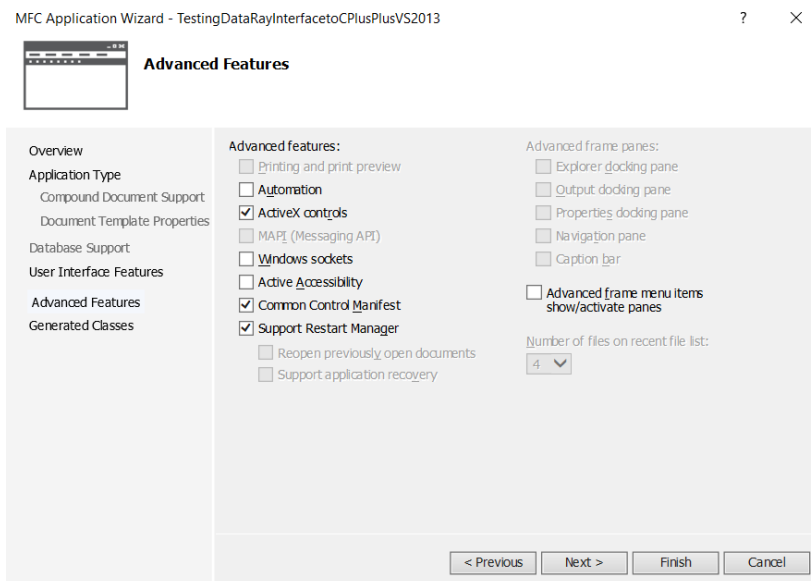 MFC Application Wizard - TestingDataRayInterfacetoCPlusPlusVS2013
?
Advanced Features
Overview
Application Type
Compound Document Support
Document Template Properties
Database Support
User Interface Features
Advanced Features
Generated Classes
Advanced features:
Printing and print preview
Automation
ActiveX controls
MAPI (Messaging API)
Windows sockets
Active Accessibility
Common Control Manifest
Support Restart Manager
Reopen previously open documents
Support application recovery
Advanced frame panes:
Explorer docking pane
Output docking pane
Properties docking pane
Navigation pane
Caption bar
Advanced frame menu items
show/activate panes
Number of files on recent file list:
4
< Previous
Next >
Finish
Cancel